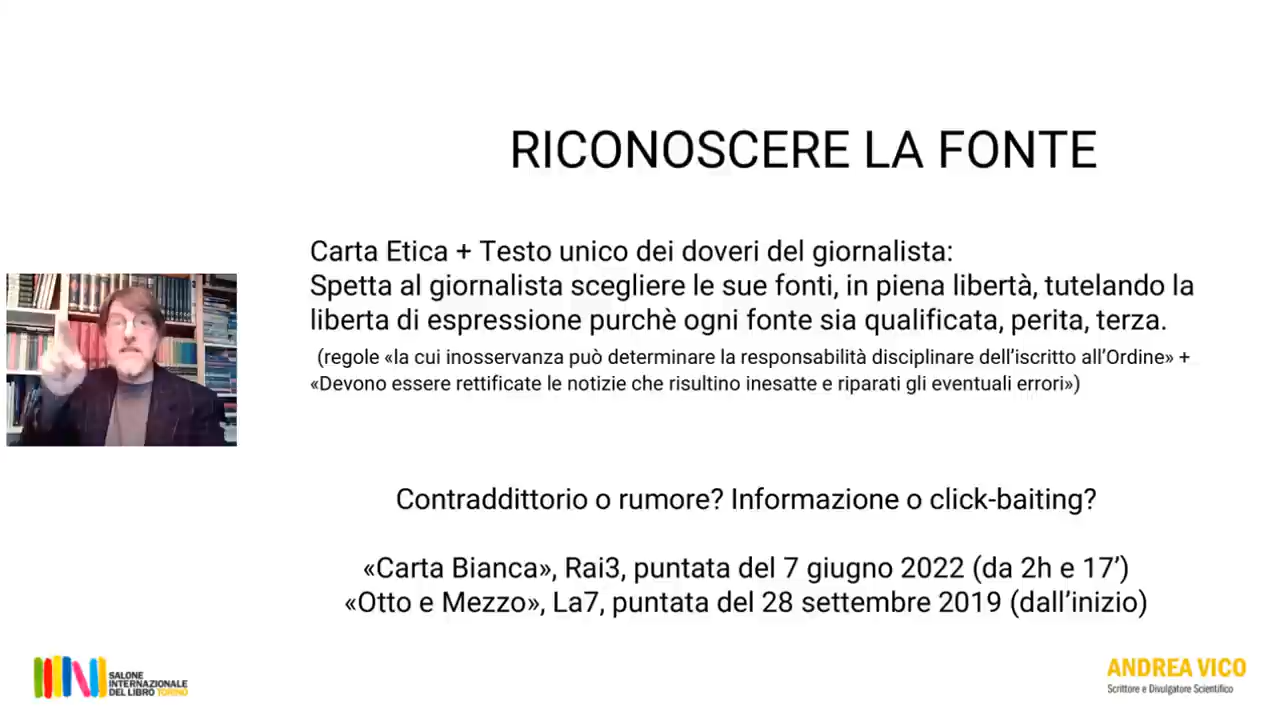 RICONOSCERE LA FONTE
Carta Etica + Testo unico dei doveri del giornalista:
Spetta al giornalista scegliere le sue fonti, in piena libertà, tutelando la
liberta di espressione purchè ogni fonte sia qualificata, perita, terza.
(regole «la cui inosservanza può determinare la responsabilità disciplinare dell’iscritto all’Ordine» +
«Devono essere rettificate le notizie che risultino inesatte e riparati gli eventuali errori»)
Contraddittorio o rumore? Informazione o click-baiting?
«Carta Bianca», Rai3, puntata del 7 giugno 2022 (da 2h e 17’)
«Otto e Mezzo», La7, puntata del 28 settembre 2019 (dall’inizio)
SALONE
INTERNAZIONALE
DEL LIBRO TORINO
ANDREA VICO
Scrittore e Divulgatore Scientifico